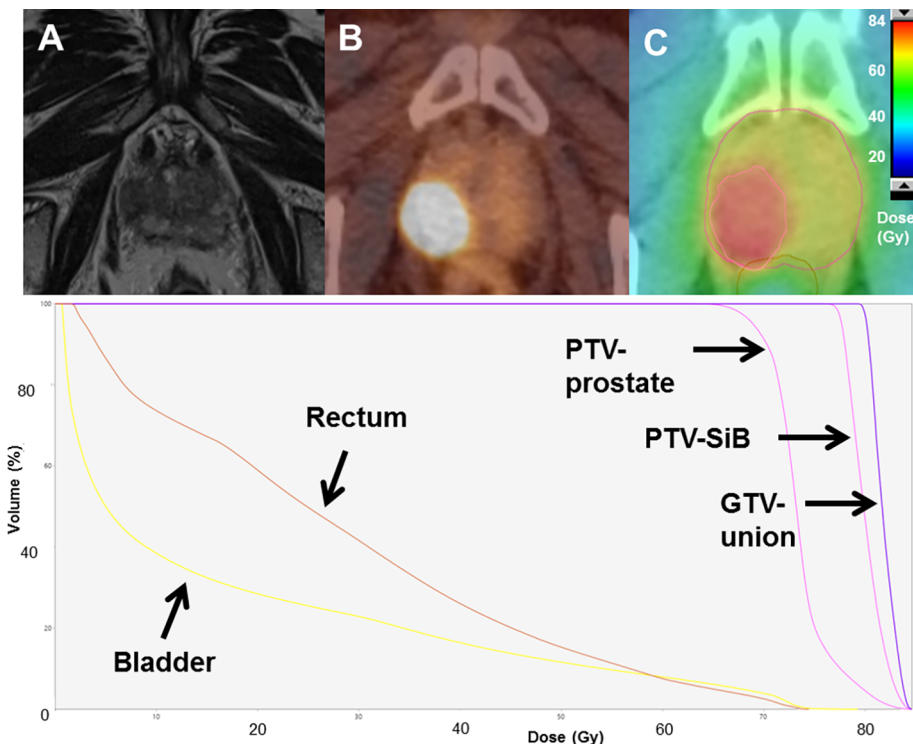 A
B
C
84
60
40
20
Dose
(Gy)
100
80
60
40
20
0
Volume (%)
PTV-
prostate
Rectum
PTV-SiB
GTV-
union
Bladder
10
20
30
40
50
60
70
80
Dose (Gy)